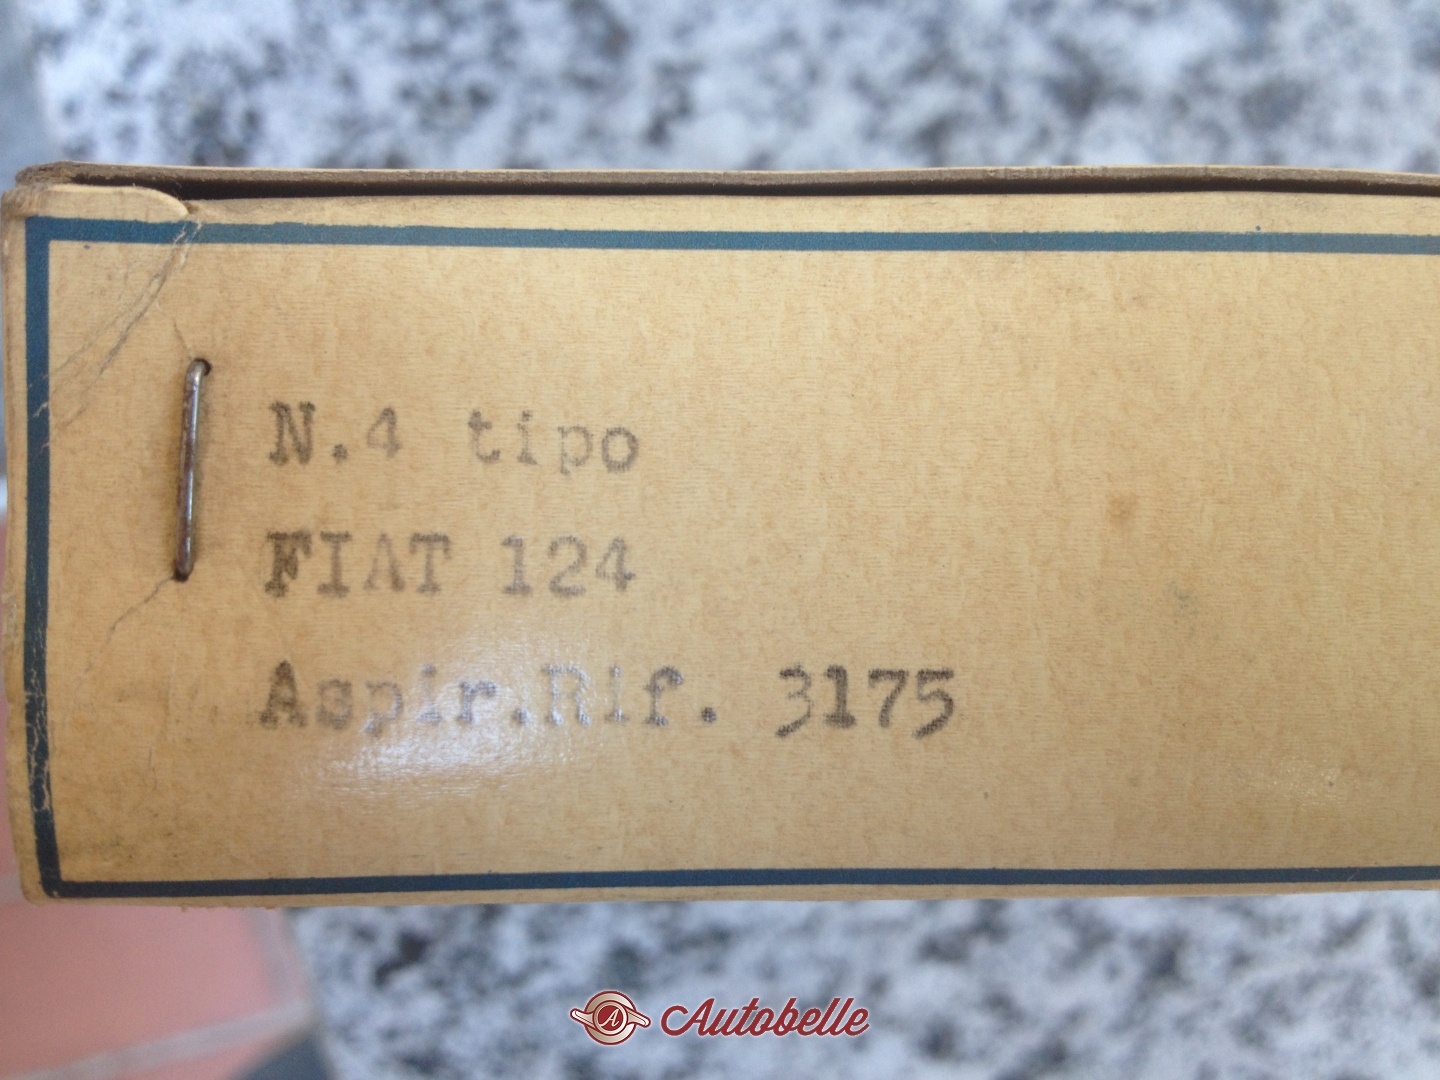 N.4 tipo
FIAT 124
Aspir.Rif. 3175
A Autobelle